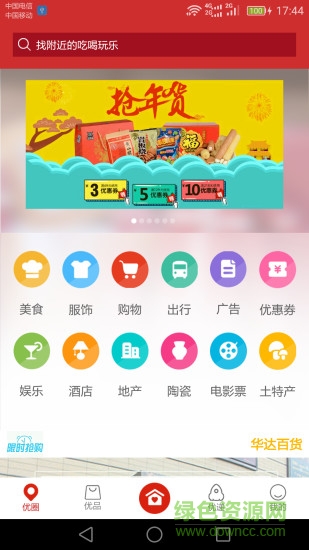 中国电信
中国移动
4G 2G 2G 100 17:44
找附近的吃喝玩乐
抢年货
3 优惠券 5 优惠券 10 优惠券
美食 服饰 购物 出行 广告 优惠券
娱乐 酒店 地产 陶瓷 电影票 土特产
限时抢购 华达百货
优圈 优品 我的
绿色资源网
www.downcc.com